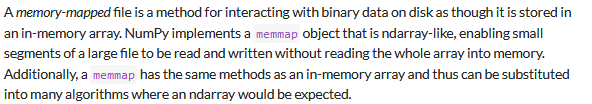 A memory-mapped file is a method for interacting with binary data on disk as though it is stored in
an in-memory array. NumPy implements a memmap object that is ndarray-like, enabling small
segments of a large file to be read and written without reading the whole array into memory.
Additionally, a memmap has the same methods as an in-memory array and thus can be substituted
into many algorithms where an ndarray would be expected.